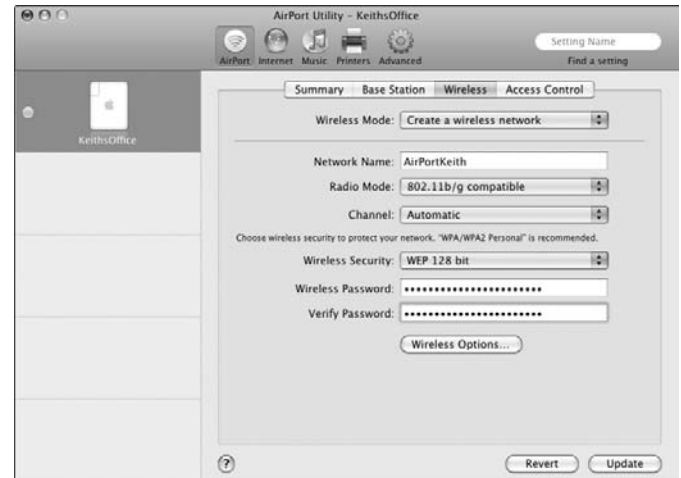 AirPort Utility – KeithsOffice
AirPort Internet Music Printers Advanced
Setting Name
Find a setting
KeithsOffice
Summary Base Station Wireless Access Control
Wireless Mode: Create a wireless network
Network Name: AirPortKeith
Radio Mode: 802.11b/g compatible
Channel: Automatic
Choose wireless security to protect your network. "WPA/WPA2 Personal" is recommended.
Wireless Security: WEP 128 bit
Wireless Password: •••••••••••••••••••••••
Verify Password: •••••••••••••••••••••••
Wireless Options...
? Revert Update